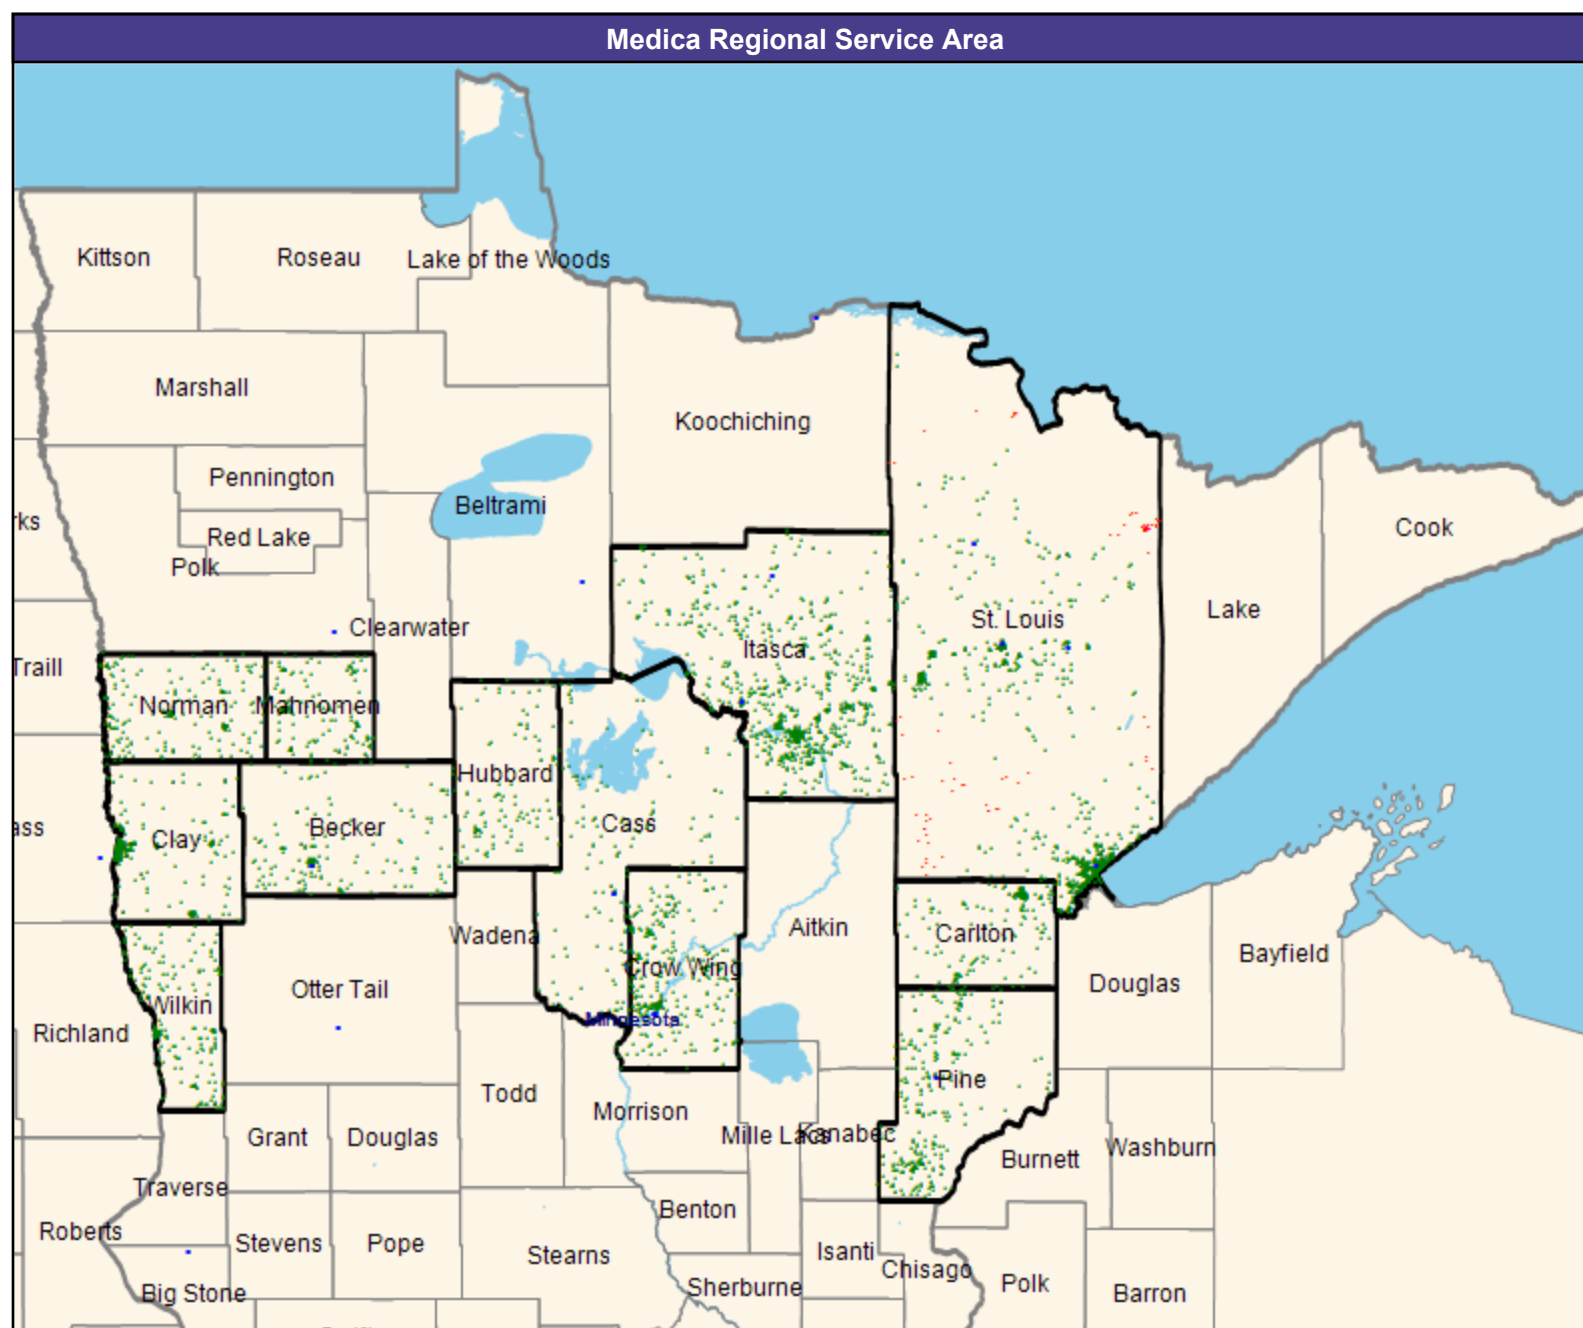 Medica Regional Service Area
Kittson
Roseau
Lake of the Woods
Marshall
Koochiching
Pennington
Beltrami
rks
Red Lake
Cook
Polk
Lake
St. Louis
Clearwater
Itasca
Traill
Norman
Mahnomen
Hubbard
Cass
ass
Clay
Becker
Aitkin
Wadena
Carlton
Bayfield
Crow Wing
Douglas
Otter Tail
Wilkin
Minnesota
Richland
Pine
Todd
Morrison
Grant
Douglas
Mille Lacs
Kanabec
Washburn
Burnett
Traverse
Benton
Roberts
Stevens
Pope
Stearns
Isanti
Chisago
Polk
Big Stone
Sherburne
Barron